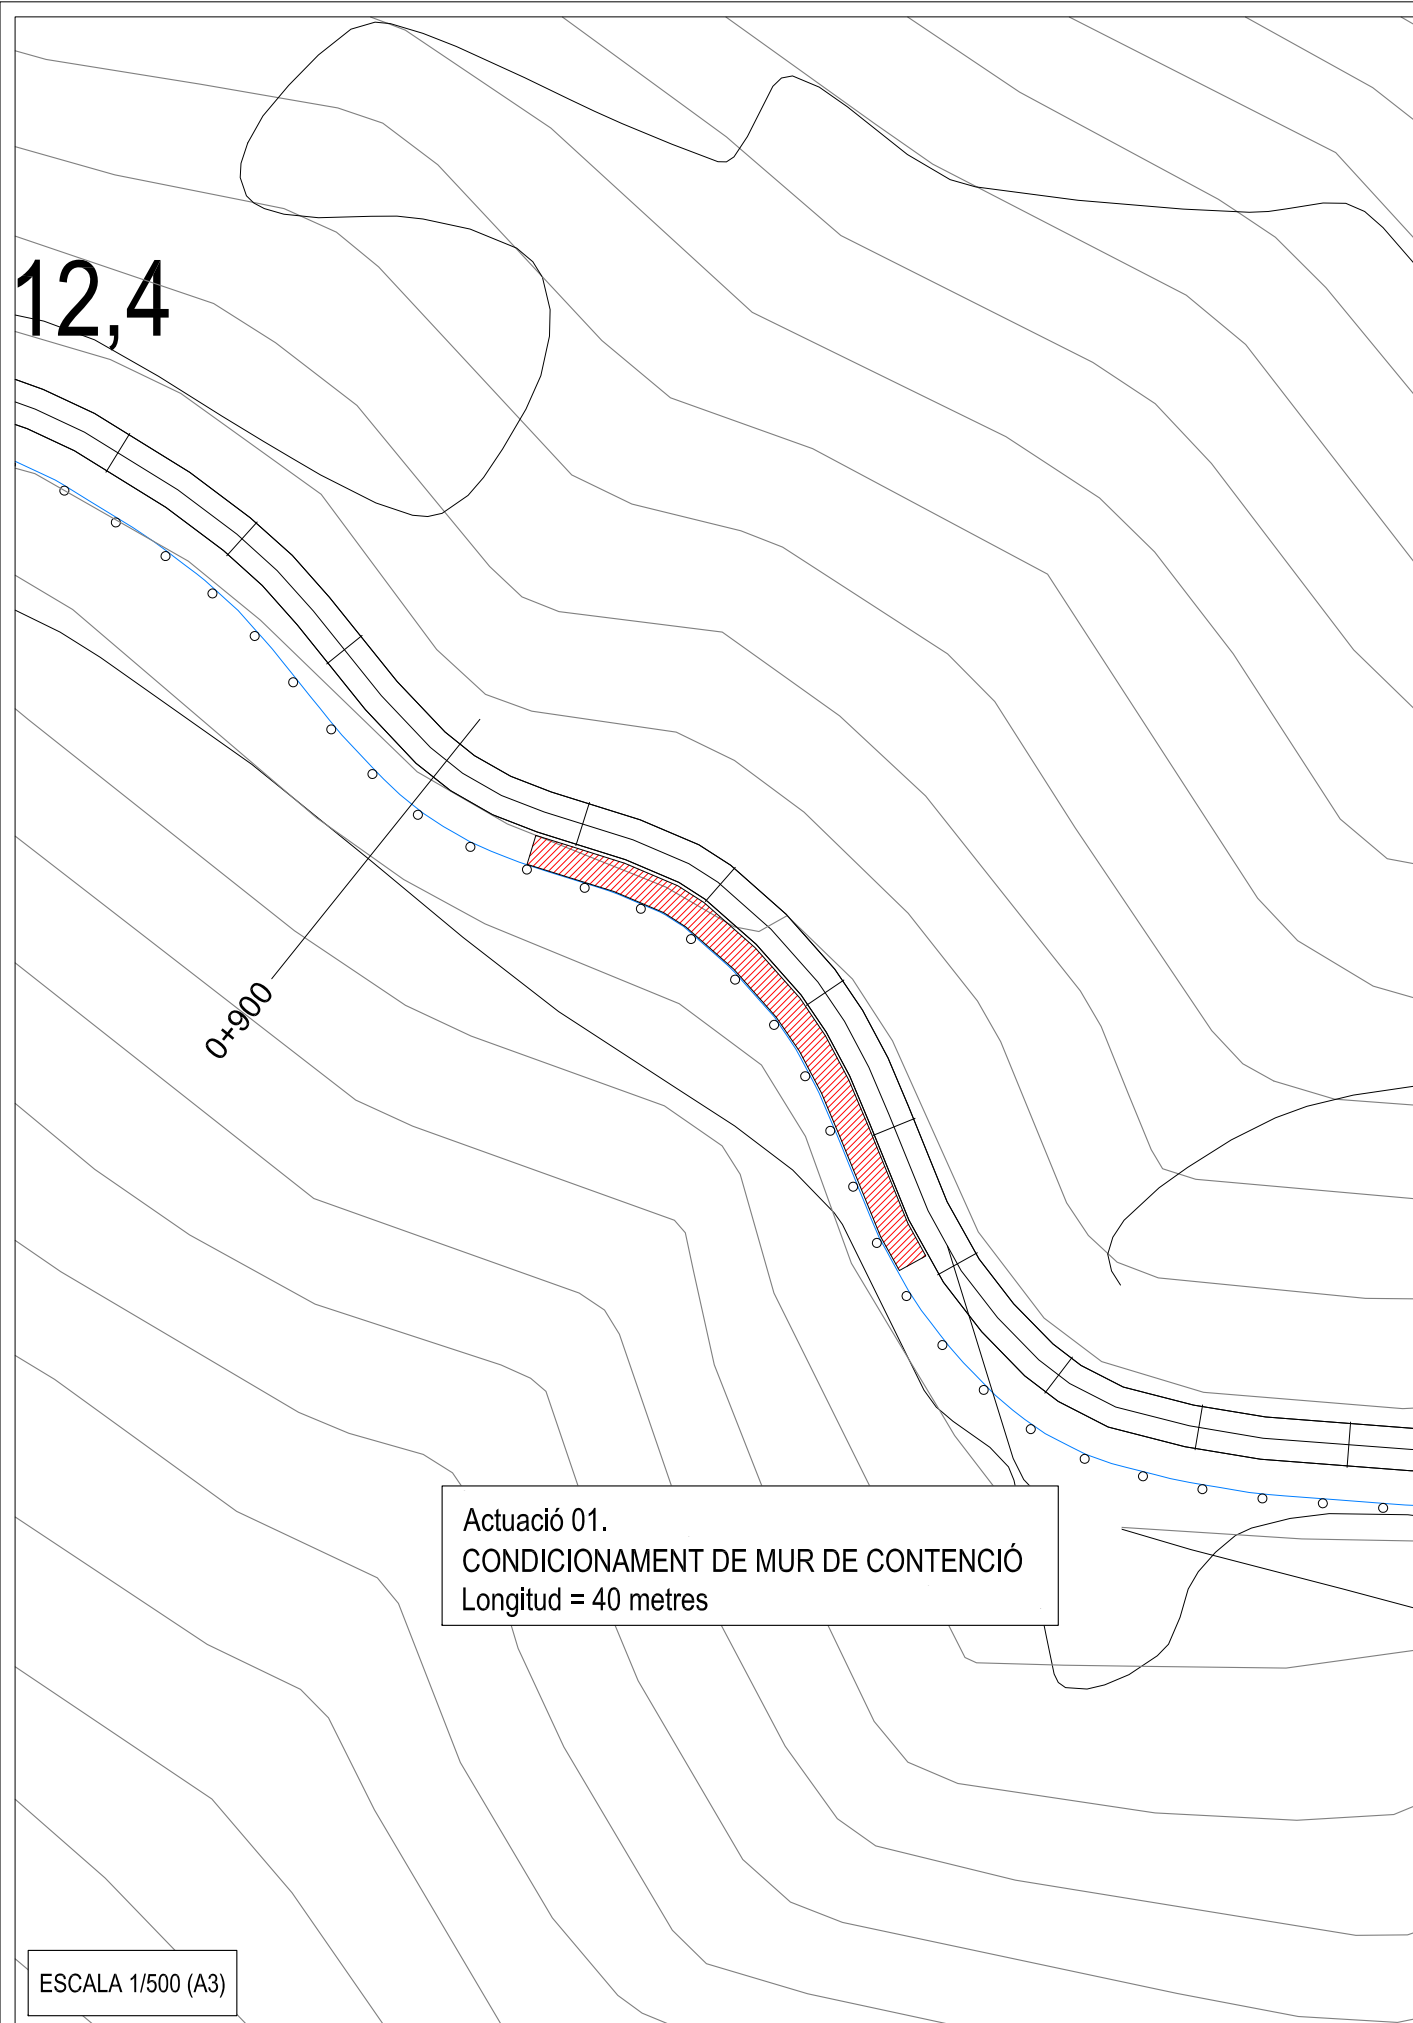 12,4
0+900
Actuació 01.
CONDICIONAMENT DE MUR DE CONTENCIÓ
Longitud = 40 metres
ESCALA 1/500 (A3)